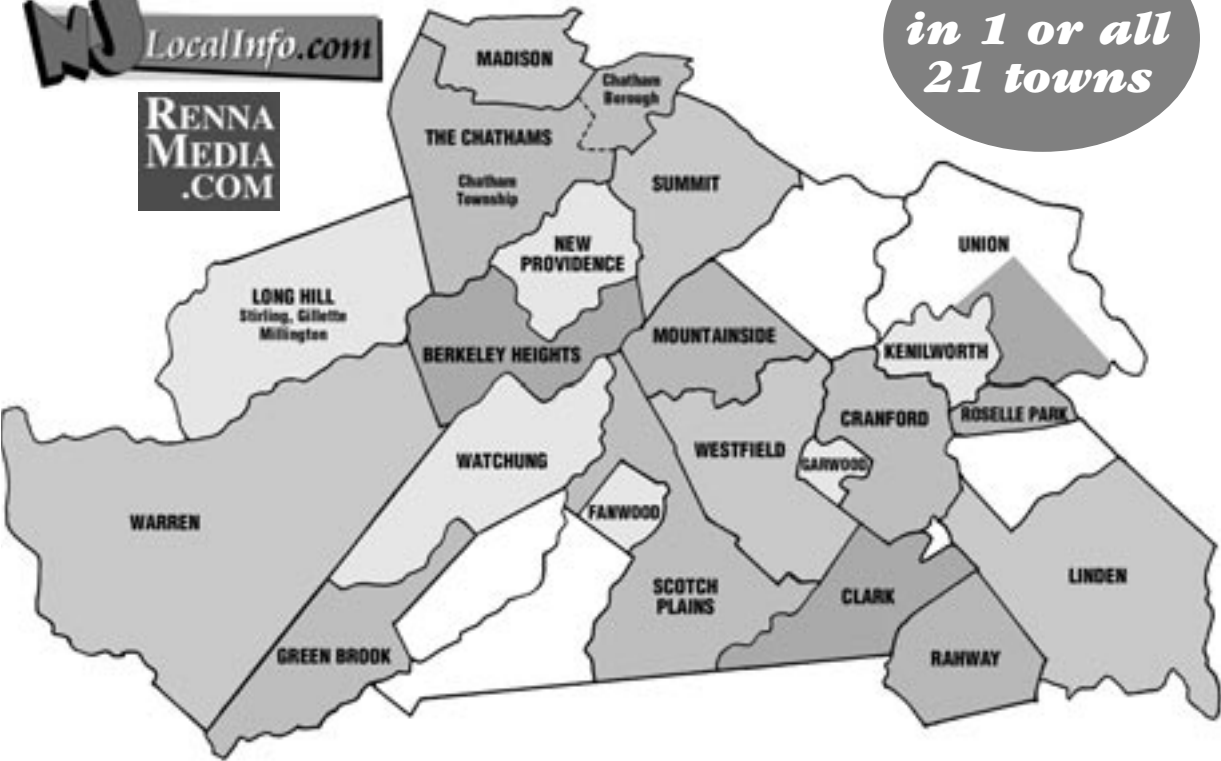 NJ LocalInfo.com
RENNA
MEDIA
.COM
in 1 or all
21 towns
MADISON
Chatham
Borough
THE CHATHAMS
Chatham
Township
SUMMIT
NEW
PROVIDENCE
UNION
LONG HILL
Stirling, Gillette
Millington
BERKELEY HEIGHTS
MOUNTAINSIDE
KENILWORTH
CRANFORD
ROSELLE PARK
WATCHUNG
WESTFIELD
GARWOOD
WARREN
FANWOOD
SCOTCH
PLAINS
CLARK
LINDEN
GREEN BROOK
RAHWAY